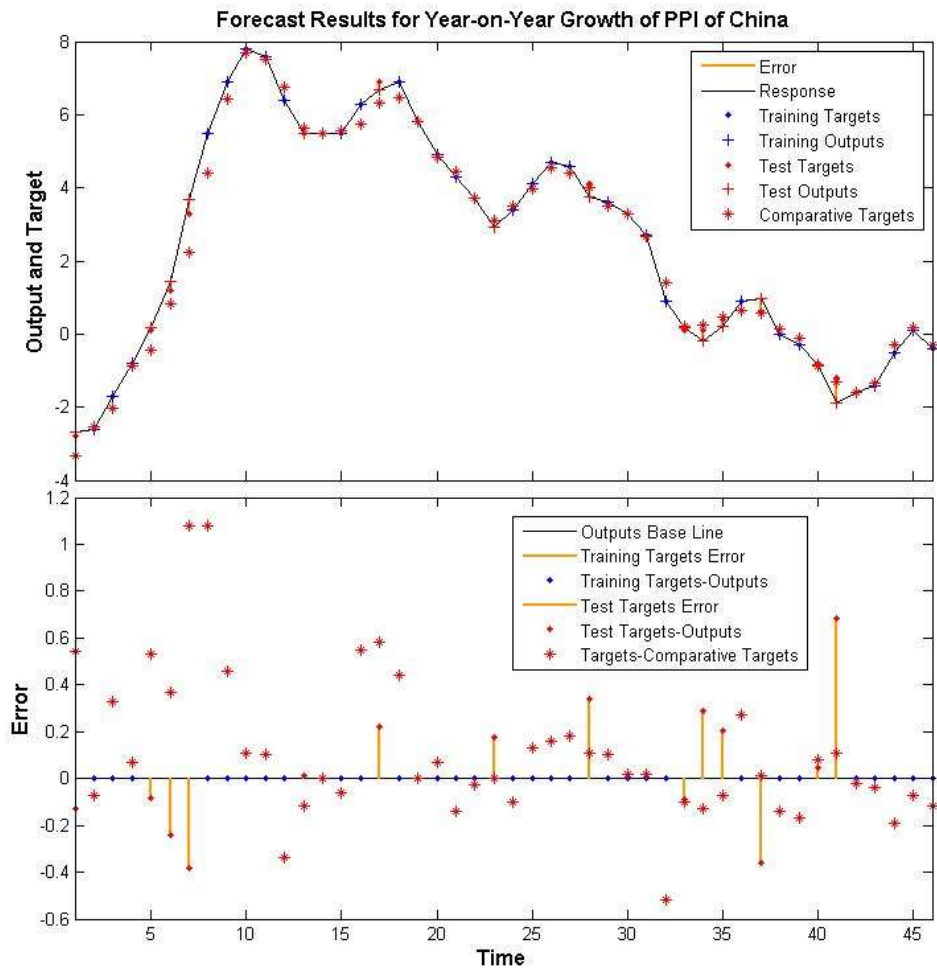 Forecast Results for Year-on-Year Growth of PPI of China
8
6
4
2
0
-2
-4
Output and Target
Error
Response
Training Targets
Training Outputs
Test Targets
Test Outputs
Comparative Targets
1.2
1
0.8
0.6
0.4
0.2
0
-0.2
-0.4
-0.6
Error
Outputs Base Line
Training Targets Error
Training Targets-Outputs
Test Targets Error
Test Targets-Outputs
Targets-Comparative Targets
5 10 15 20 25 30 35 40 45
Time